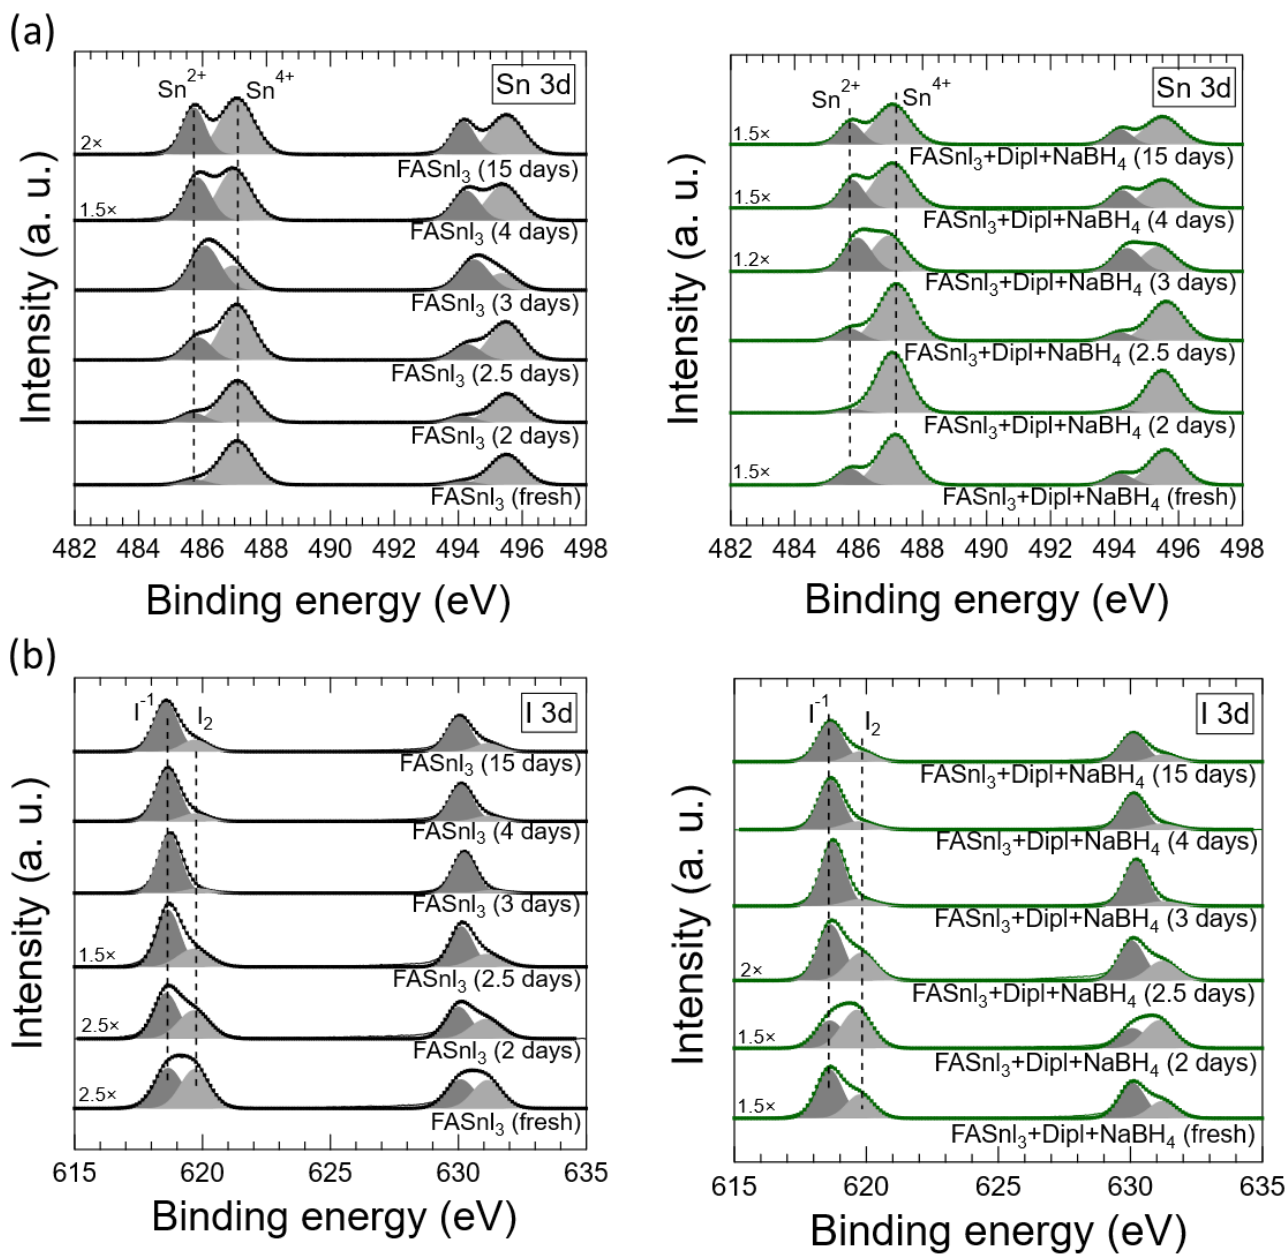 (a)
Sn 3d
Sn²⁺
Sn⁴⁺
2×
FASnI₃ (15 days)
1.5×
FASnI₃ (4 days)
FASnI₃ (3 days)
FASnI₃ (2.5 days)
FASnI₃ (2 days)
FASnI₃ (fresh)
Intensity (a. u.)
482 484 486 488 490 492 494 496 498
Binding energy (eV)
Sn 3d
Sn²⁺
Sn⁴⁺
1.5×
FASnI₃+DipI+NaBH₄ (15 days)
1.5×
FASnI₃+DipI+NaBH₄ (4 days)
1.2×
FASnI₃+DipI+NaBH₄ (3 days)
FASnI₃+DipI+NaBH₄ (2.5 days)
FASnI₃+DipI+NaBH₄ (2 days)
1.5×
FASnI₃+DipI+NaBH₄ (fresh)
Intensity (a. u.)
482 484 486 488 490 492 494 496 498
Binding energy (eV)
(b)
I 3d
I⁻¹
I₂
FASnI₃ (15 days)
FASnI₃ (4 days)
FASnI₃ (3 days)
1.5×
FASnI₃ (2.5 days)
2.5×
FASnI₃ (2 days)
2.5×
FASnI₃ (fresh)
Intensity (a. u.)
615 620 625 630 635
Binding energy (eV)
I 3d
I⁻¹
I₂
FASnI₃+DipI+NaBH₄ (15 days)
FASnI₃+DipI+NaBH₄ (4 days)
FASnI₃+DipI+NaBH₄ (3 days)
2×
FASnI₃+DipI+NaBH₄ (2.5 days)
1.5×
FASnI₃+DipI+NaBH₄ (2 days)
1.5×
FASnI₃+DipI+NaBH₄ (fresh)
Intensity (a. u.)
615 620 625 630 635
Binding energy (eV)